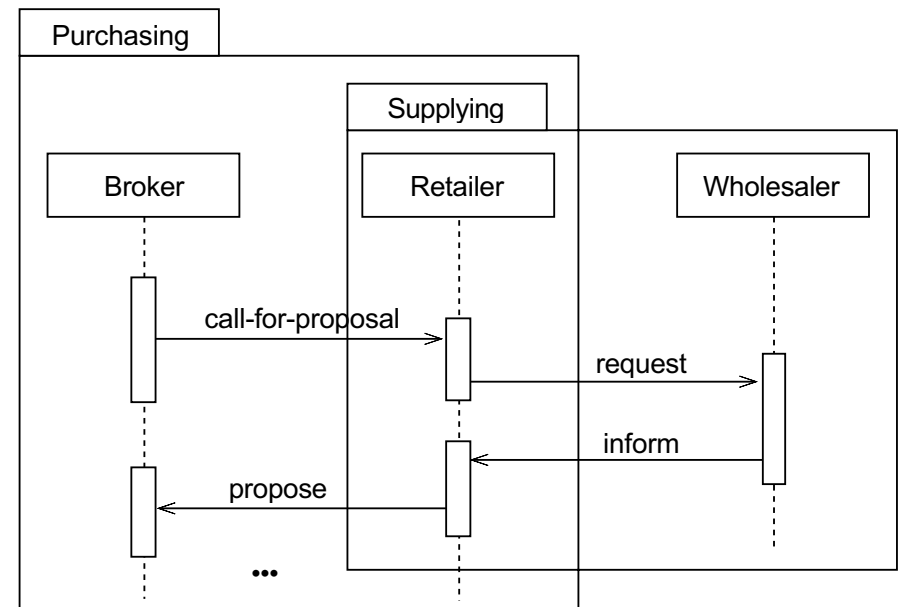 Purchasing
Supplying
Broker
Retailer
Wholesaler
call-for-proposal
request
inform
propose
•••